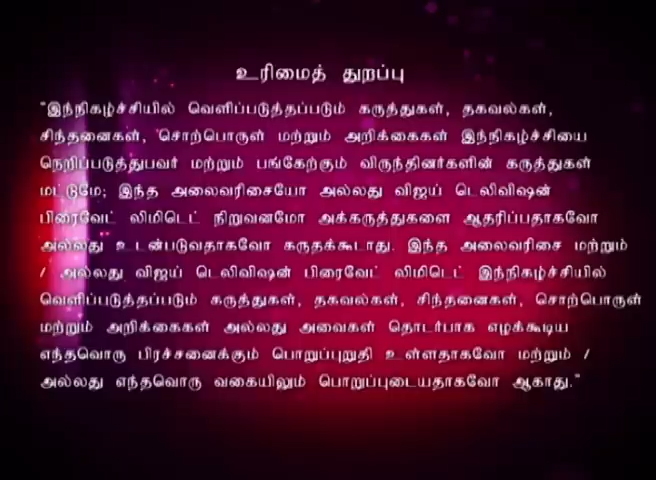 உரிமைத் துறப்பு
"இந்நிகழ்ச்சியில் வெளிப்படுத்தப்படும் கருத்துகள், தகவல்கள்,
சிந்தனைகள், சொற்பொருள் மற்றும் அறிக்கைகள் இந்நிகழ்ச்சியை
நெறிப்படுத்துபவர் மற்றும் பங்கேற்கும் விருந்தினர்களின் கருத்துகள்
மட்டுமே; இந்த அலைவரிசையோ அல்லது விஜய் டெலிவிஷன்
பிரைவேட் லிமிடெட் நிறுவனமோ அக்கருத்துகளை ஆதரிப்பதாகவோ
அல்லது உடன்படுவதாகவோ கருதக்கூடாது. இந்த அலைவரிசை மற்றும்
/ அல்லது விஜய் டெலிவிஷன் பிரைவேட் லிமிடெட் இந்நிகழ்ச்சியில்
வெளிப்படுத்தப்படும் கருத்துகள், தகவல்கள், சிந்தனைகள், சொற்பொருள்
மற்றும் அறிக்கைகள் அல்லது அவைகள் தொடர்பாக எழக்கூடிய
எந்தவொரு பிரச்சனைக்கும் பொறுப்புறுதி உள்ளதாகவோ மற்றும் /
அல்லது எந்தவொரு வகையிலும் பொறுப்புடையதாகவோ ஆகாது."